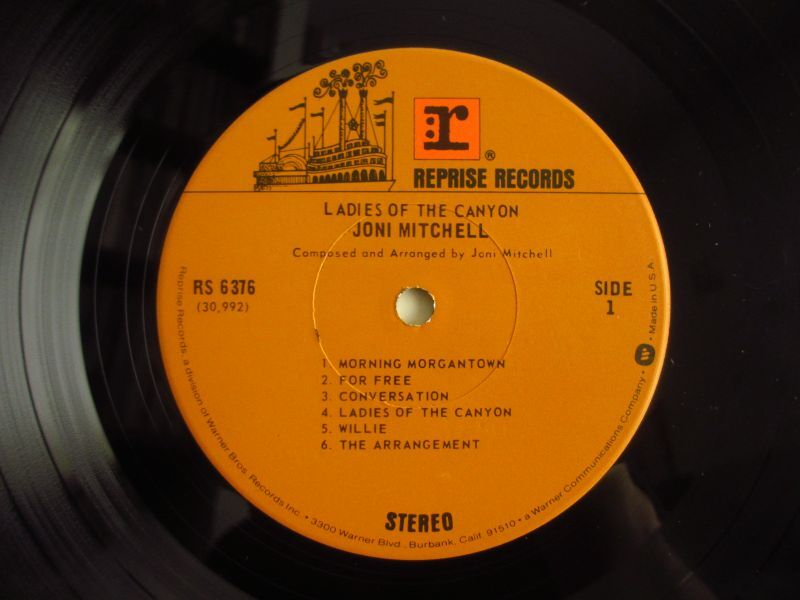 r
®
REPRISE RECORDS
LADIES OF THE CANYON
JONI MITCHELL
Composed and Arranged by Joni Mitchell
RS 6376
(30,992)
SIDE
1
1. MORNING MORGANTOWN
2. FOR FREE
3. CONVERSATION
4. LADIES OF THE CANYON
5. WILLIE
6. THE ARRANGEMENT
STEREO
Reprise Records, a division of Warner Bros. Records Inc. • 3300 Warner Blvd., Burbank, Calif. 91510 • a Warner Communications Company • W • Made in U.S.A.